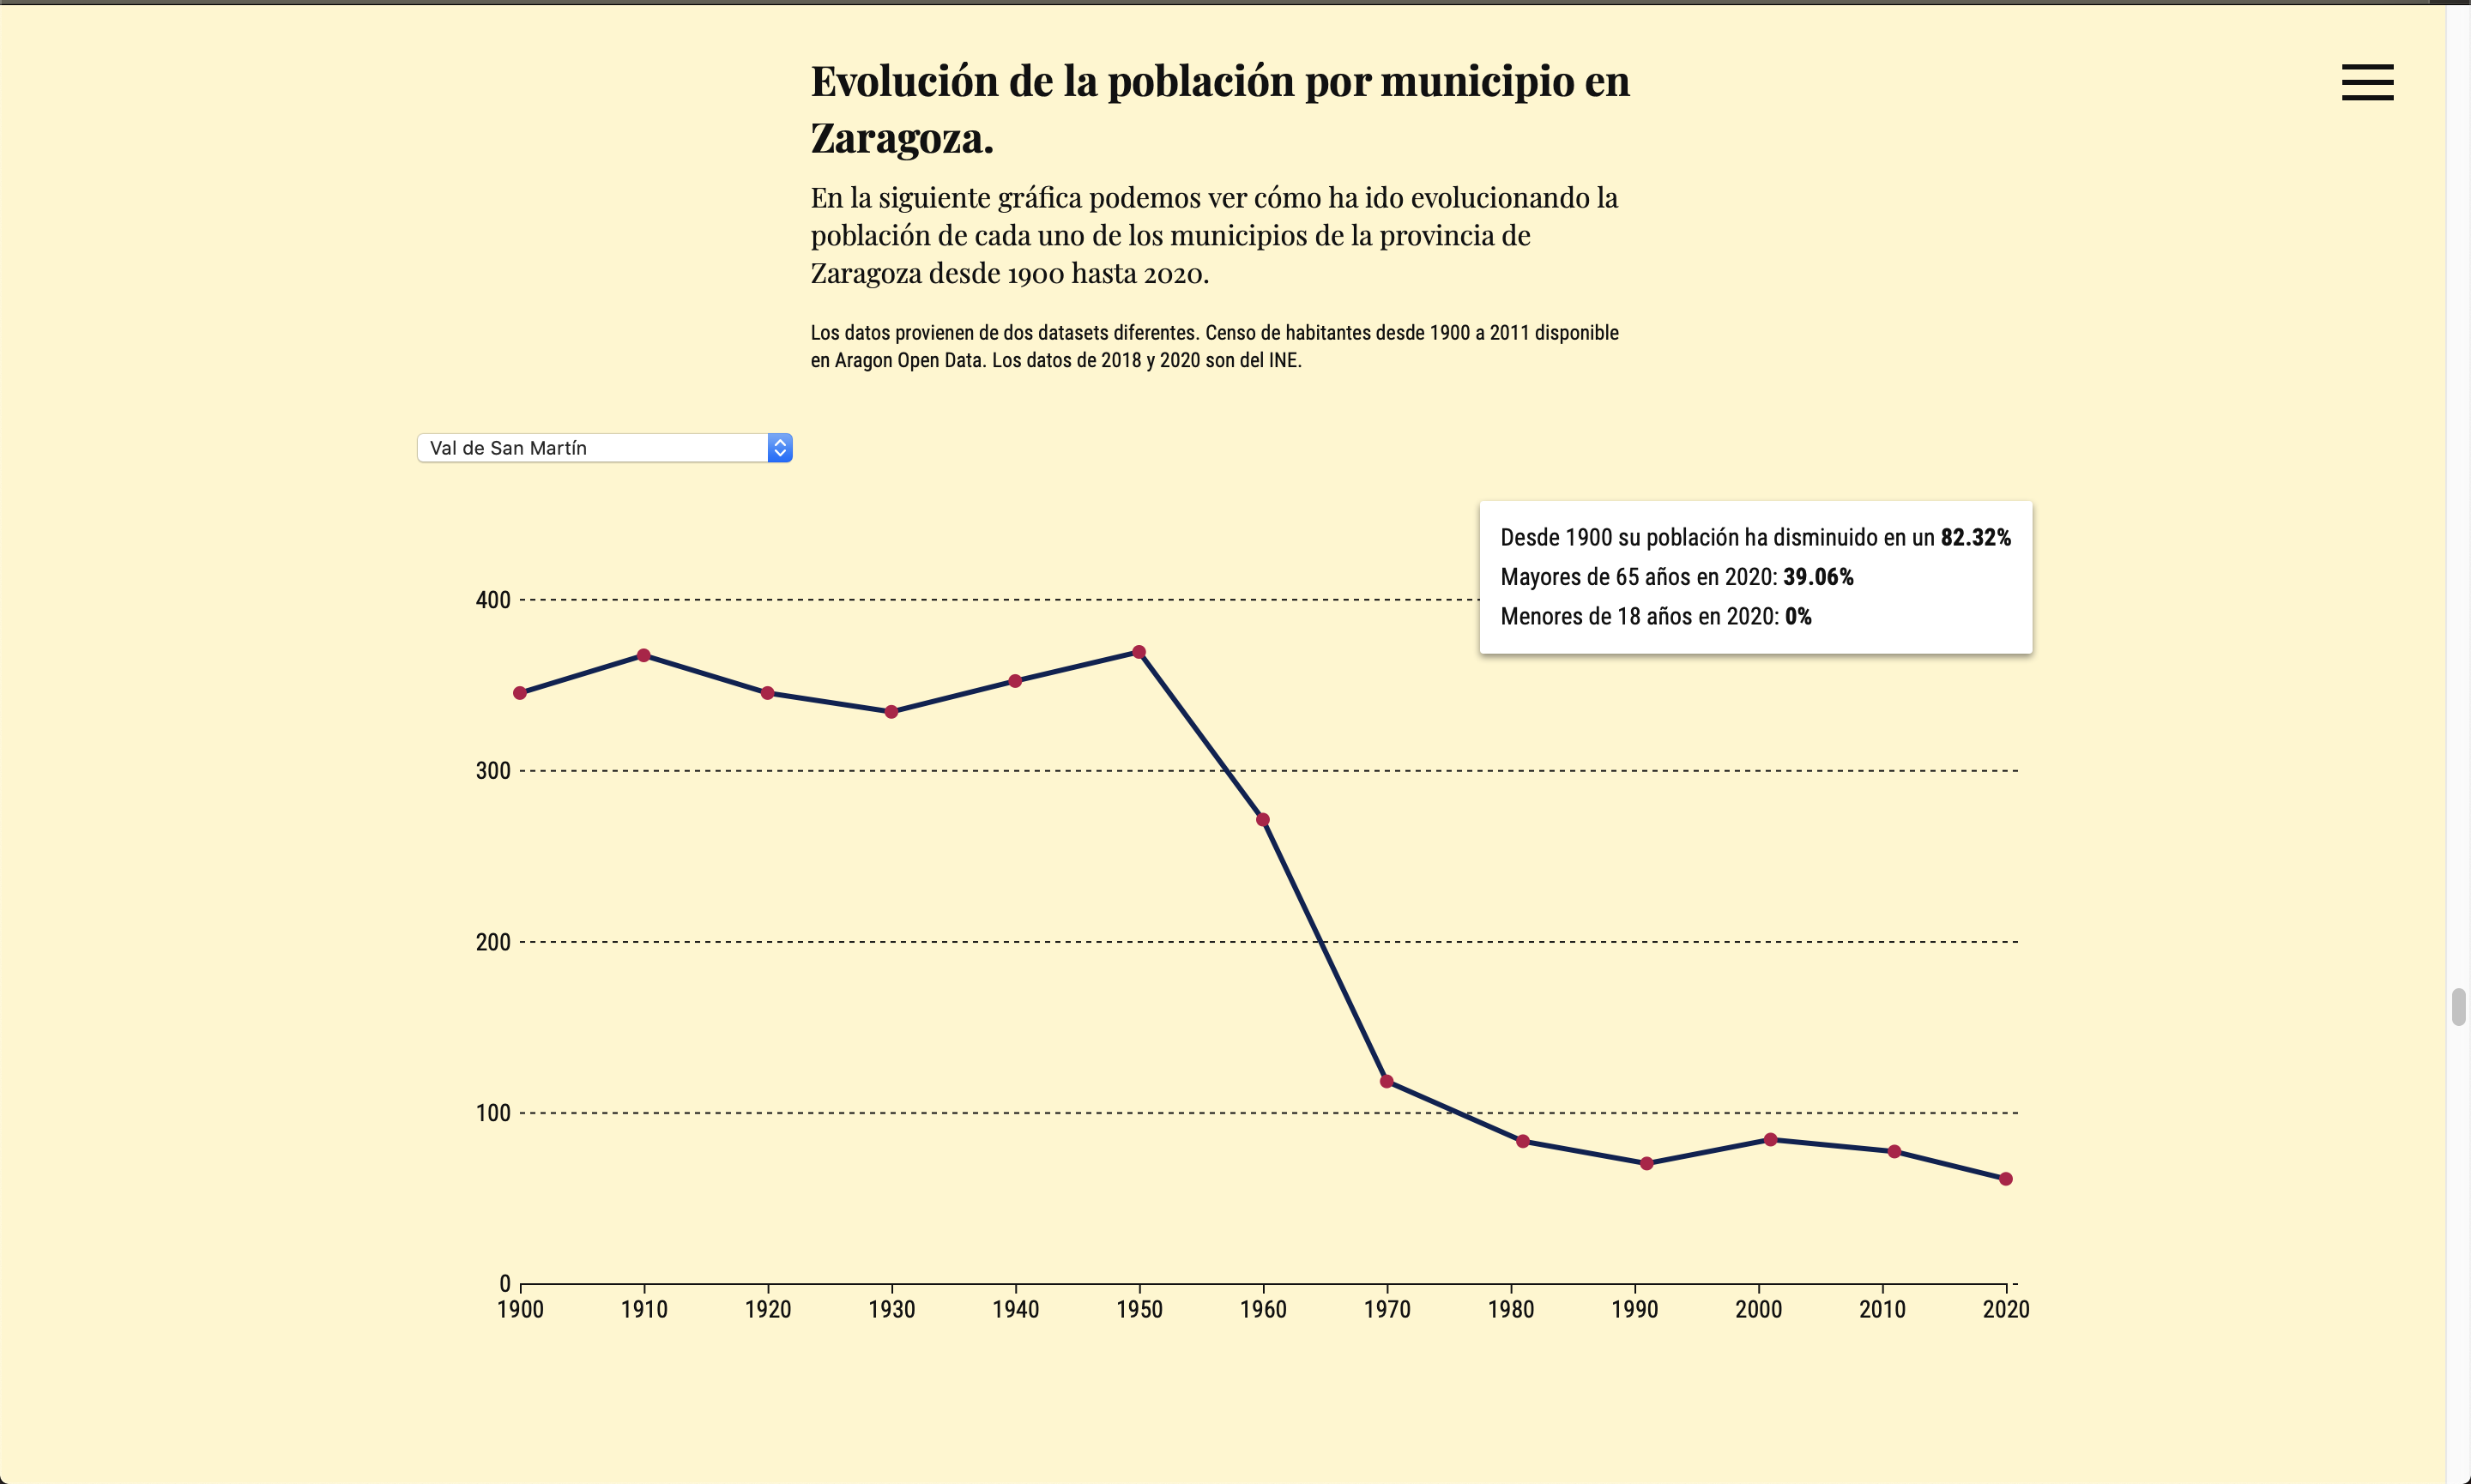 Evolución de la población por municipio en
Zaragoza.
En la siguiente gráfica podemos ver cómo ha ido evolucionando la
población de cada uno de los municipios de la provincia de
Zaragoza desde 1900 hasta 2020.
Los datos provienen de dos datasets diferentes. Censo de habitantes desde 1900 a 2011 disponible
en Aragon Open Data. Los datos de 2018 y 2020 son del INE.
Val de San Martín
Desde 1900 su población ha disminuido en un 82.32%
Mayores de 65 años en 2020: 39.06%
Menores de 18 años en 2020: 0%
400
300
200
100
0
1900 1910 1920 1930 1940 1950 1960 1970 1980 1990 2000 2010 2020